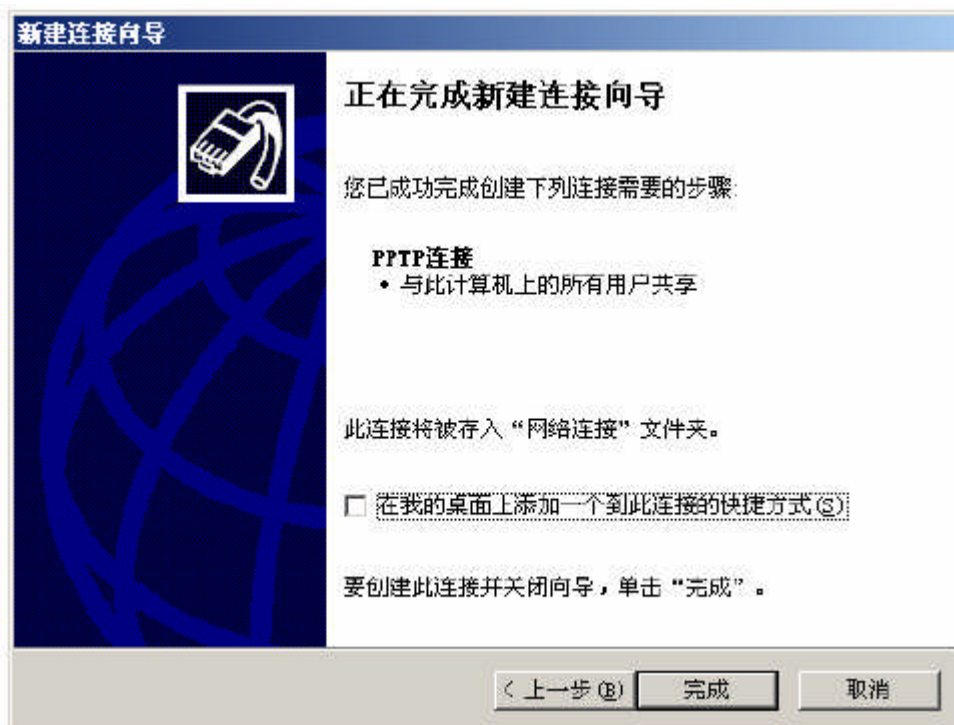 新建连接向导
正在完成新建连接向导
您已成功完成创建下列连接需要的步骤:
PPTP连接
• 与此计算机上的所有用户共享
此连接将被存入“网络连接”文件夹。
在我的桌面上添加一个到此连接的快捷方式(S)
要创建此连接并关闭向导，单击“完成”。
< 上一步(B) 完成 取消